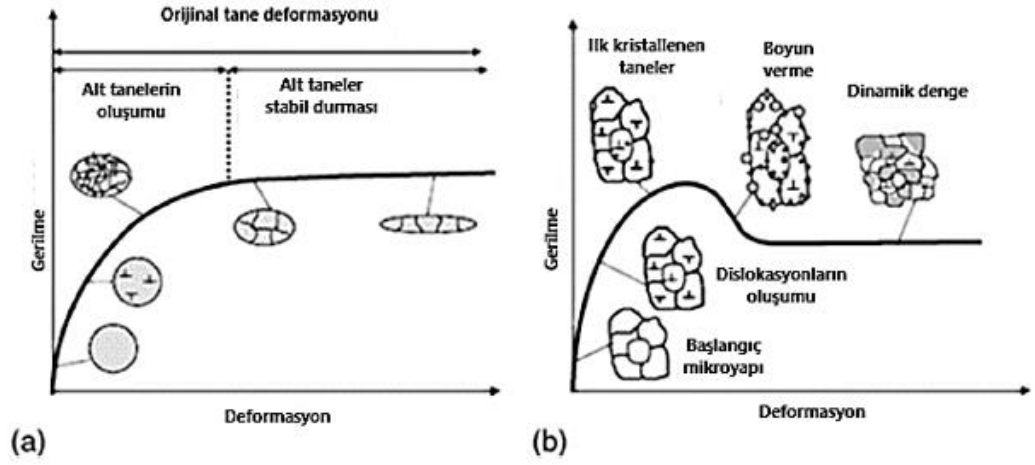 Orijinal tane deformasyonu
Alt tanelerin
oluşumu
Alt taneler
stabil durması
Gerilme
Deformasyon
(a)
Ilk kristallenen
taneler
Boyun
verme
Dinamik denge
Dislokasyonların
oluşumu
Başlangıç
mikroyapı
Gerilme
Deformasyon
(b)